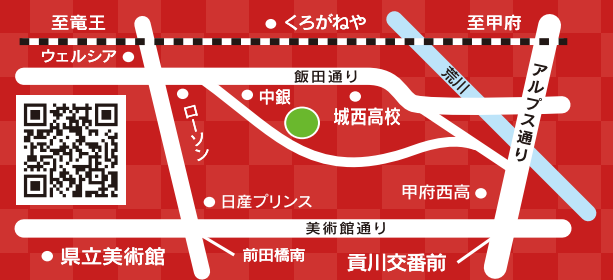 至竜王
くろがねや
至甲府
ウェルシア
飯田通り
荒川
アルプス通り
中銀
城西高校
ローソン
日産プリンス
甲府西高
美術館通り
県立美術館
前田橋南
貢川交番前